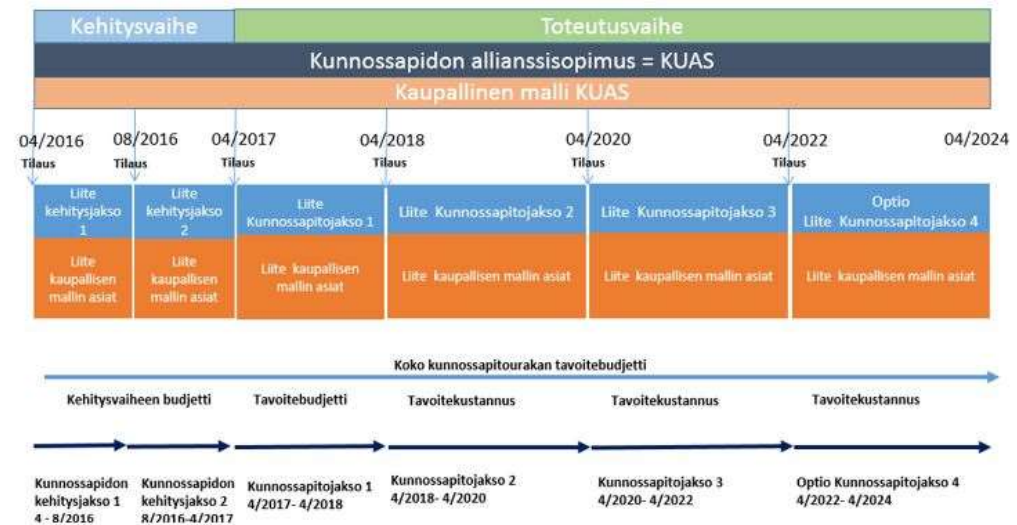 Kehitysvaihe
Toteutusvaihe
Kunnossapidon allianssisopimus = KUAS
Kaupallinen malli KUAS
04/2016
Tilaus
08/2016
Tilaus
04/2017
Tilaus
04/2018
Tilaus
04/2020
Tilaus
04/2022
Tilaus
04/2024
Liite
kehitysjakso
1
Liite
kehitysjakso
2
Liite
Kunnossapitojakso 1
Liite Kunnossapitojakso 2
Liite Kunnossapitojakso 3
Optio
Liite Kunnossapitojakso 4
Liite
kaupallisen
mallin asiat
Liite
kaupallisen
mallin asiat
Liite kaupallisen
mallin asiat
Liite kaupallisen mallin asiat
Liite kaupallisen mallin asiat
Liite kaupallisen mallin asiat
Koko kunnossapitourakan tavoitebudjetti
Kehitysvaiheen budjetti
Tavoitebudjetti
Tavoitekustannus
Tavoitekustannus
Tavoitekustannus
Kunnossapidon
kehitysjakso 1
4 - 8/2016
Kunnossapidon
kehitysjakso 2
8/2016-4/2017
Kunnossapitojakso 1
4/2017- 4/2018
Kunnossapitojakso 2
4/2018- 4/2020
Kunnossapitojakso 3
4/2020- 4/2022
Optio Kunnossapitojakso 4
4/2022- 4/2024